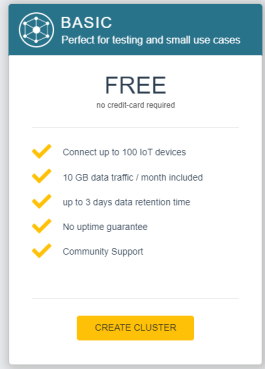 BASIC
Perfect for testing and small use cases
FREE
no credit-card required
Connect up to 100 IoT devices
10 GB data traffic / month included
up to 3 days data retention time
No uptime guarantee
Community Support
CREATE CLUSTER